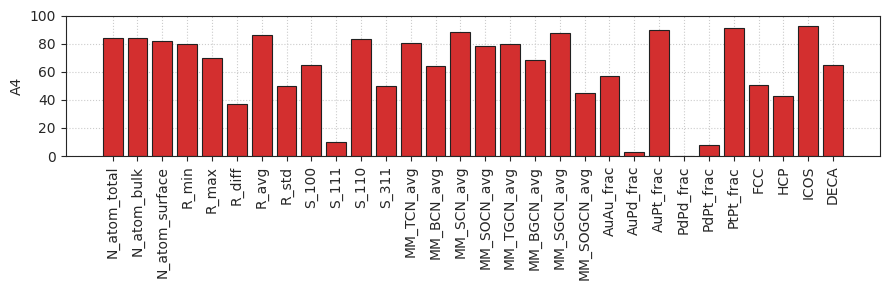 100
80
60
40
20
0
A4
N_atom_total
N_atom_bulk
N_atom_surface
R_min
R_max
R_diff
R_avg
R_std
S_100
S_111
S_110
S_311
MM_TCN_avg
MM_BCN_avg
MM_SCN_avg
MM_SOCN_avg
MM_TGCN_avg
MM_BGCN_avg
MM_SGCN_avg
MM_SOGCN_avg
AuAu_frac
AuPd_frac
AuPt_frac
PdPd_frac
PdPt_frac
PtPt_frac
FCC
HCP
ICOS
DECA